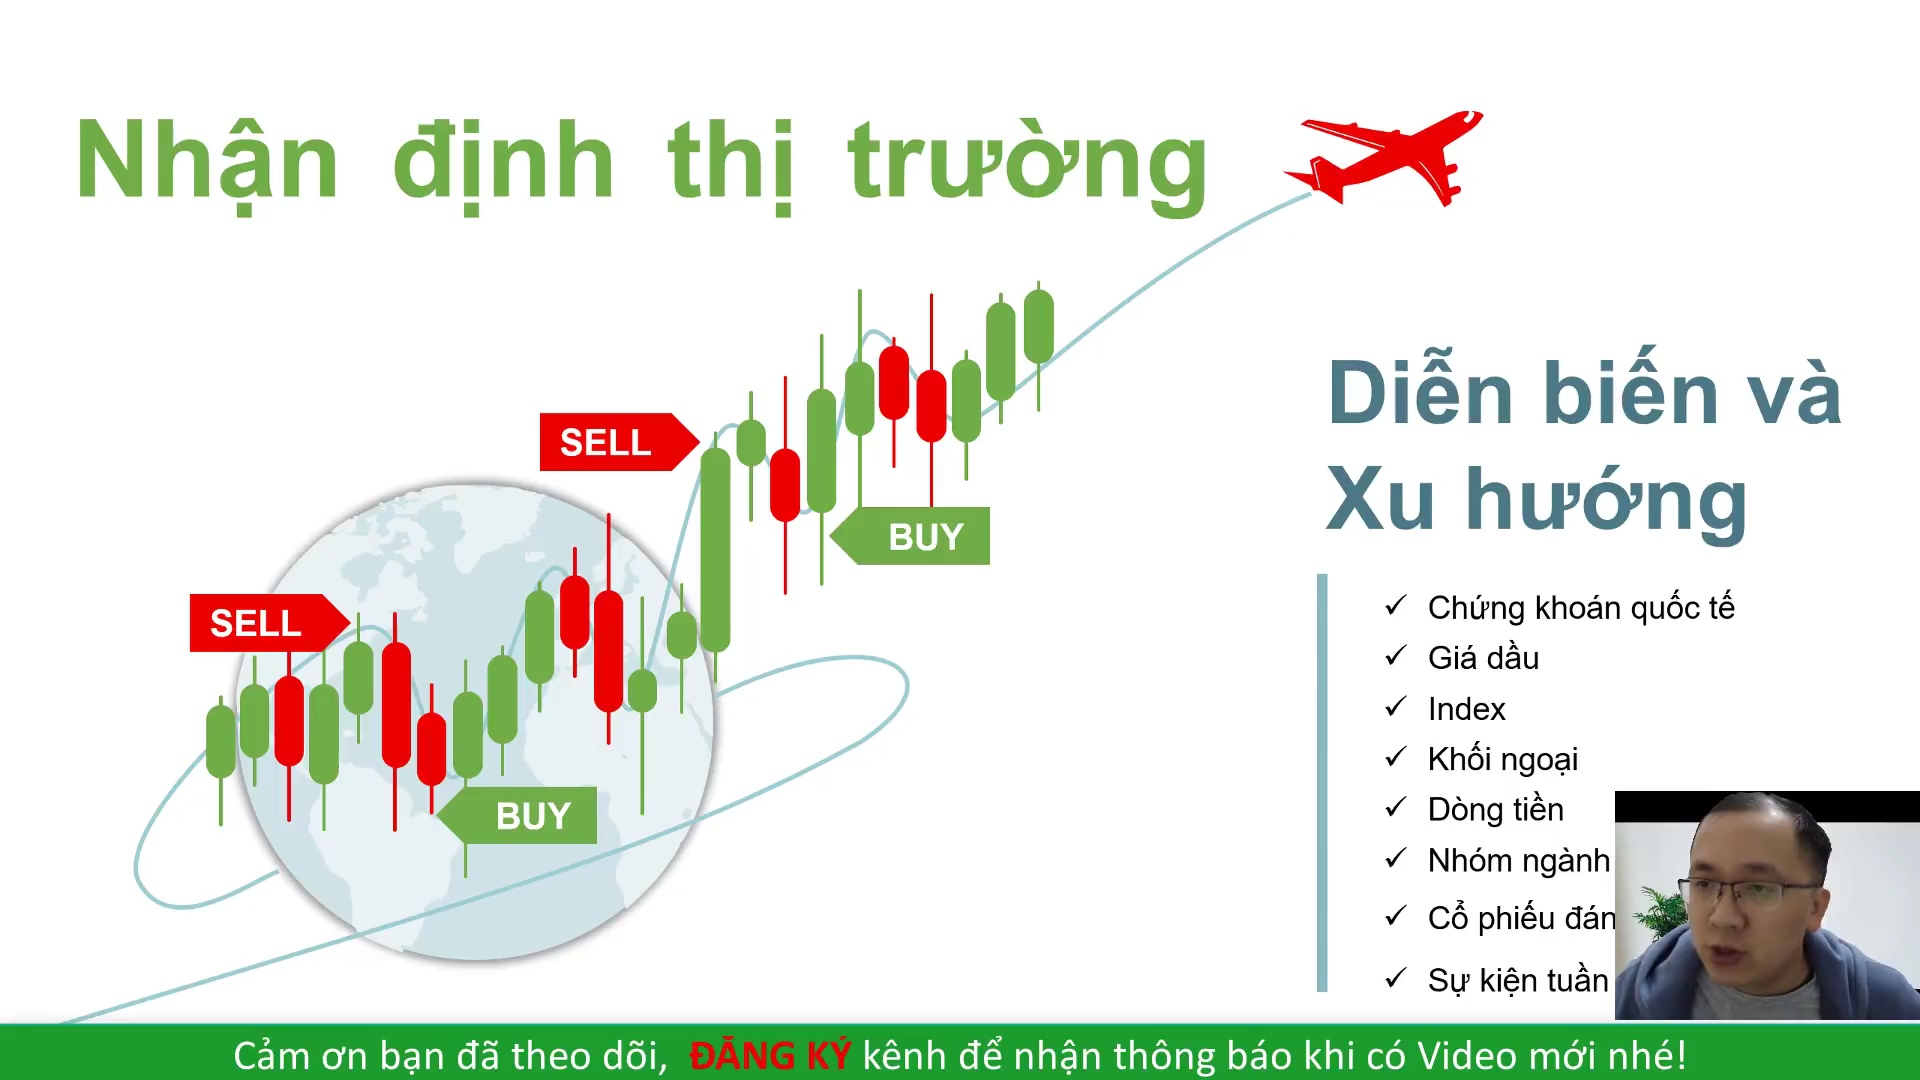 Nhận định thị trường
Diễn biến và
Xu hướng
SELL
BUY
SELL
BUY
Chứng khoán quốc tế
Giá dầu
Index
Khối ngoại
Dòng tiền
Nhóm ngành
Cổ phiếu
Sự kiện tuần
Cảm ơn bạn đã theo dõi, ĐĂNG KÝ kênh để nhận thông báo khi có Video mới nhé!